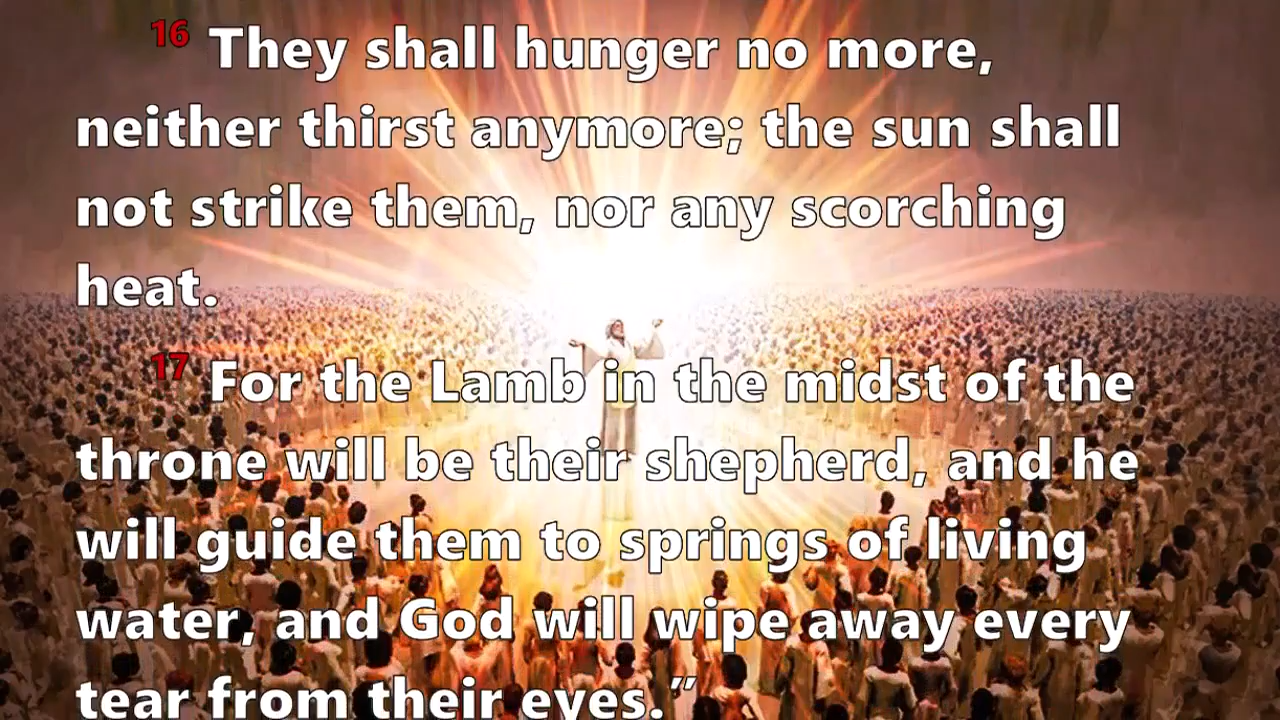 16 They shall hunger no more,
neither thirst anymore; the sun shall
not strike them, nor any scorching
heat.
17 For the Lamb in the midst of the
throne will be their shepherd, and he
will guide them to springs of living
water, and God will wipe away every
tear from their eyes.”